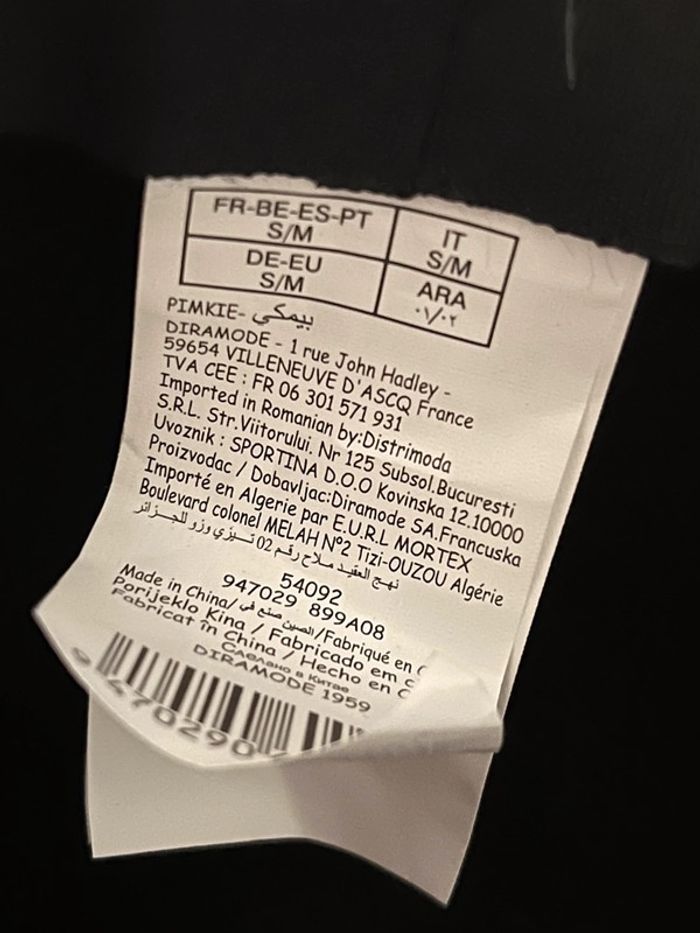 FR-BE-ES-PT
S/M
IT
S/M
DE-EU
S/M
ARA
٠١/٠٢
PIMKIE- بيمكي
DIRAMODE - 1 rue John Hadley -
59654 VILLENEUVE D'ASCQ France
TVA CEE : FR 06 301 571 931
Imported in Romanian by:Distrimoda
S.R.L. Str.Viitorului. Nr 125 Subsol.Bucuresti
Uvoznik : SPORTINA D.O.O Kovinska 12.10000
Proizvodac / Dobavljac:Diramode SA.Francuska
Importé en Algerie par E.U.R.L MORTEX
Boulevard colonel MELAH N°2 Tizi-OUZOU Algérie
نهج العقيد ملاح رقم 02 تيزي وزو للجزائر
54092
947029 899A08
Made in China/ صنع في الصين/Fabriqué en
Porijeklo Kina / Fabricado em
Fabricat în China / Hecho en
Сделано в Китае
DIRAMODE 1959
9 470290